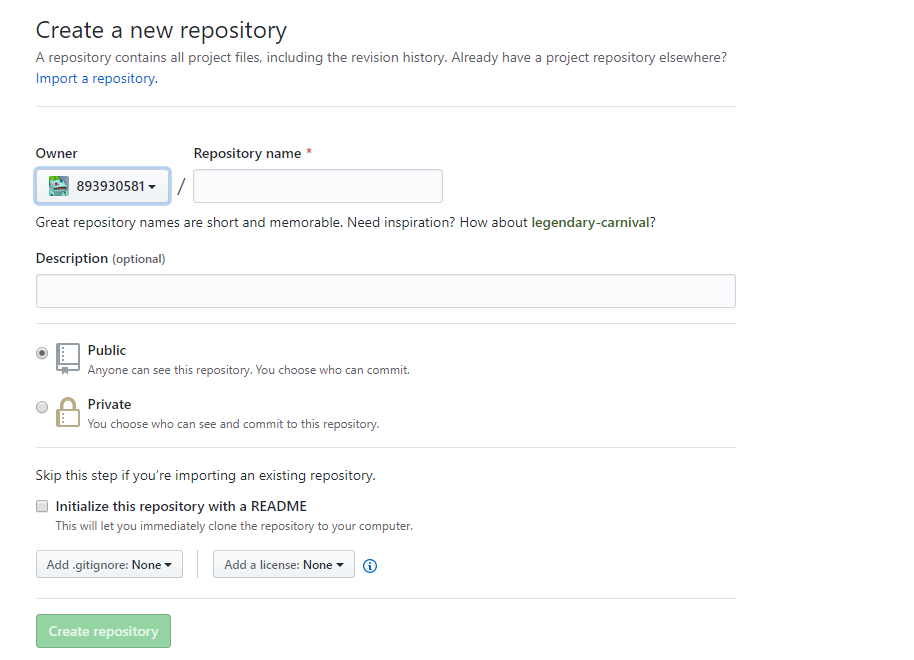 Create a new repository
A repository contains all project files, including the revision history. Already have a project repository elsewhere?
Import a repository.
Owner
Repository name *
893930581
/
Great repository names are short and memorable. Need inspiration? How about legendary-carnival?
Description (optional)
Public
Anyone can see this repository. You choose who can commit.
Private
You choose who can see and commit to this repository.
Skip this step if you're importing an existing repository.
Initialize this repository with a README
This will let you immediately clone the repository to your computer.
Add .gitignore: None
Add a license: None
Create repository